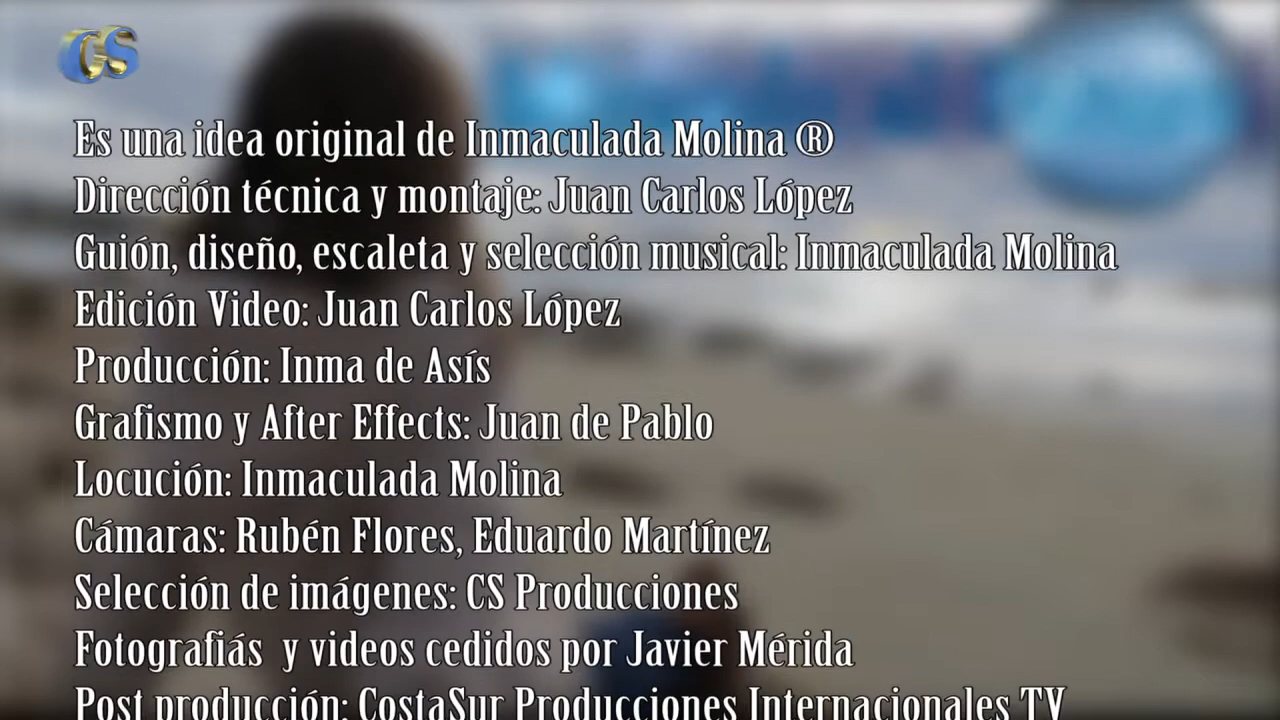 CS
Es una idea original de Inmaculada Molina ®
Dirección técnica y montaje: Juan Carlos López
Guión, diseño, escaleta y selección musical: Inmaculada Molina
Edición Video: Juan Carlos López
Producción: Inma de Asís
Grafismo y After Effects: Juan de Pablo
Locución: Inmaculada Molina
Cámaras: Rubén Flores, Eduardo Martínez
Selección de imágenes: CS Producciones
Fotografiás  y videos cedidos por Javier Mérida
Post producción: CostaSur Producciones Internacionales TV